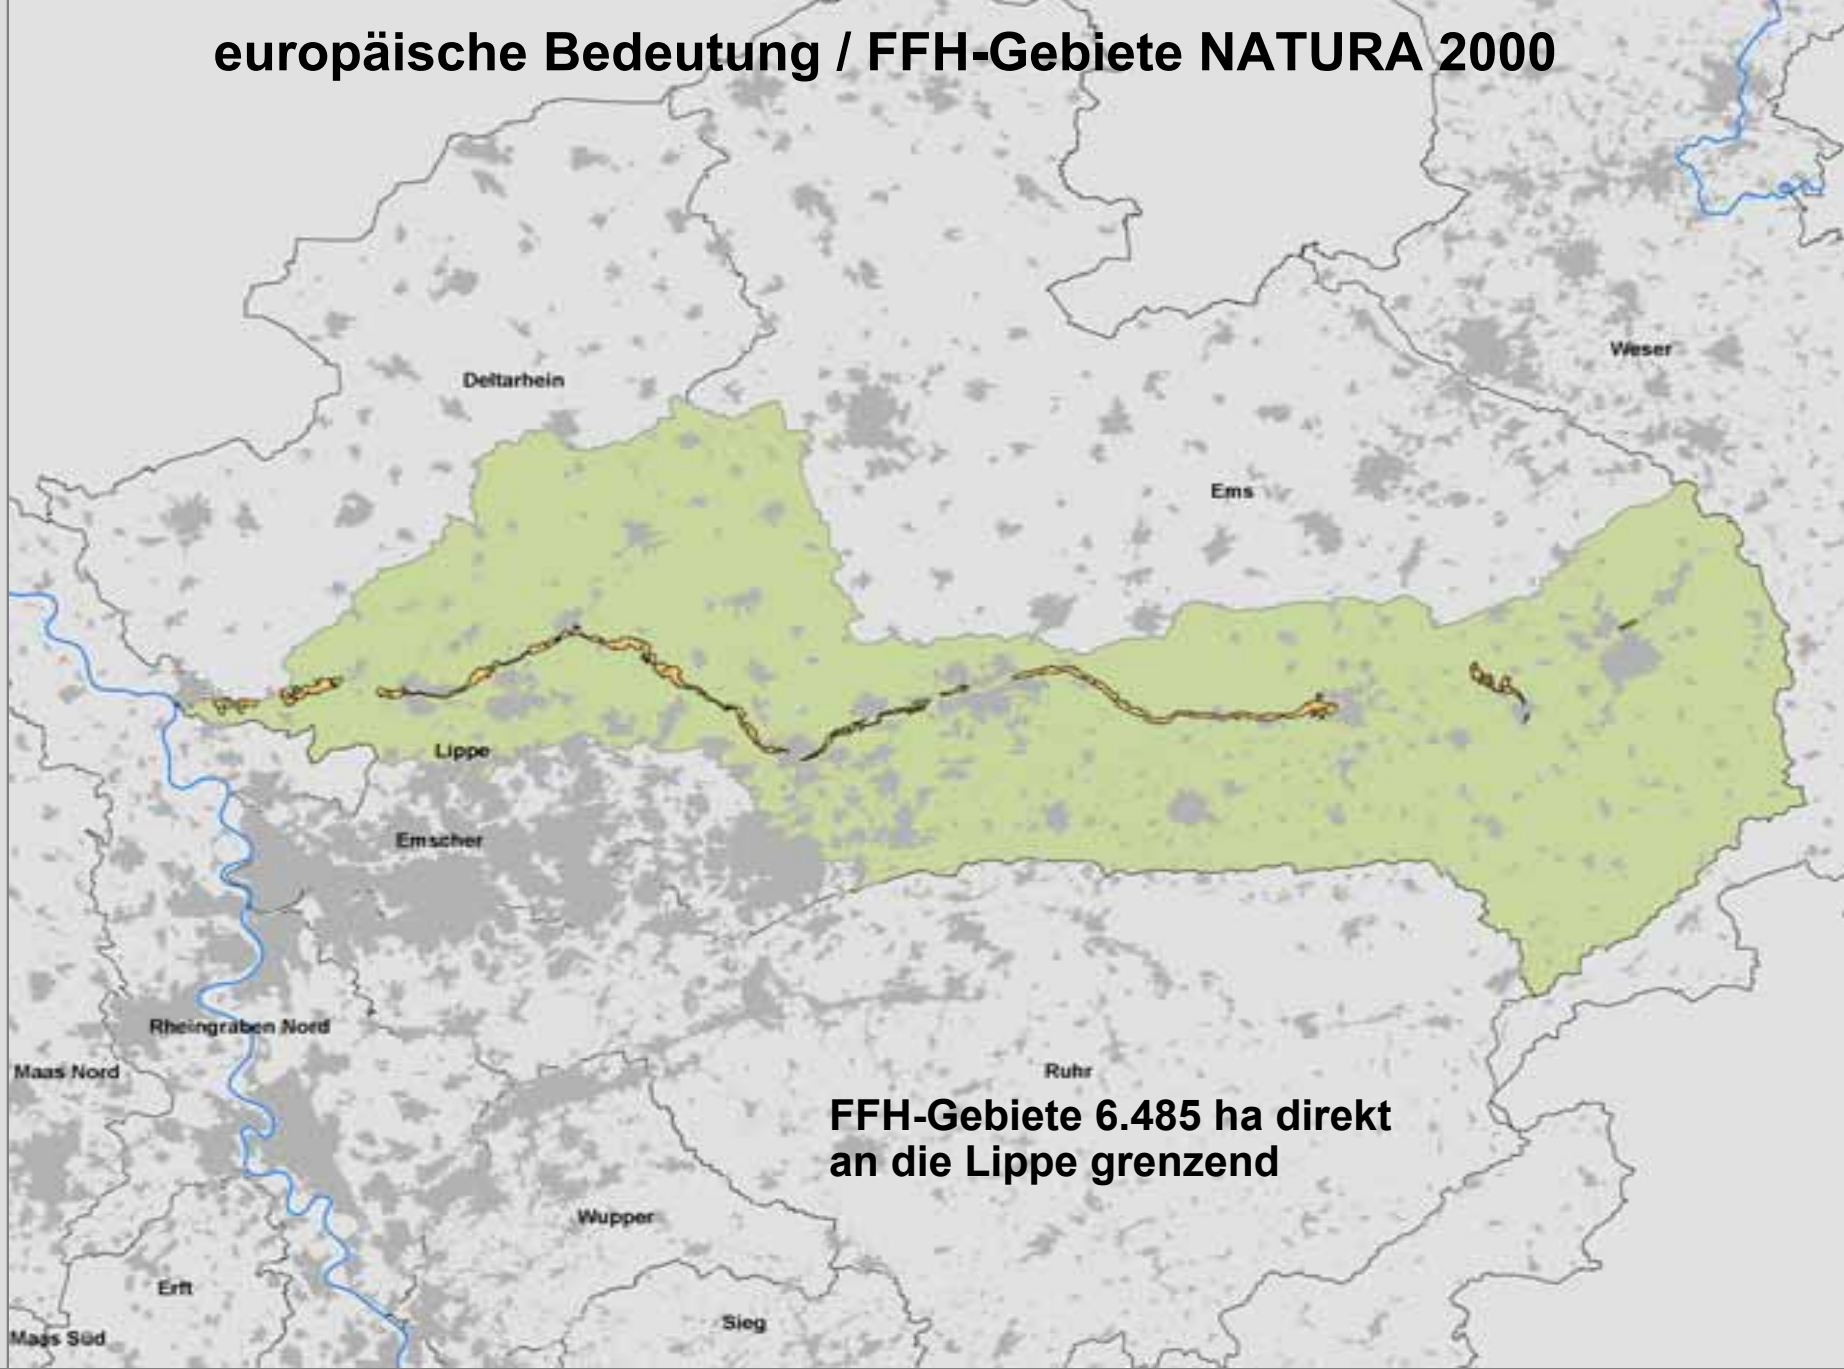 europäische Bedeutung / FFH-Gebiete NATURA 2000
Weser
Deltarhein
Ems
Lippe
Emscher
Rheingraben Nord
Maas Nord
Ruhr
FFH-Gebiete 6.485 ha direkt
an die Lippe grenzend
Wupper
Erft
Sieg
Maas Süd